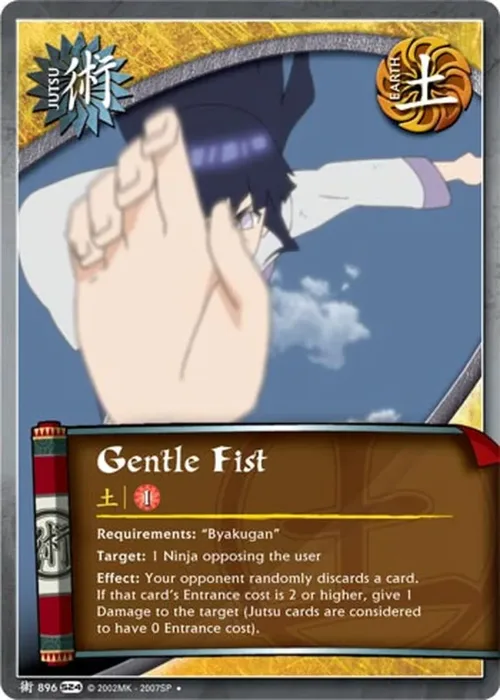 JUTSU 術
EARTH 土
Gentle Fist
土 | 1
Requirements: "Byakugan"
Target: 1 Ninja opposing the user
Effect: Your opponent randomly discards a card.
If that card's Entrance cost is 2 or higher, give 1
Damage to the target (Jutsu cards are considered
to have 0 Entrance cost).
術
術 896 S24 © 2002MK - 2007SP •